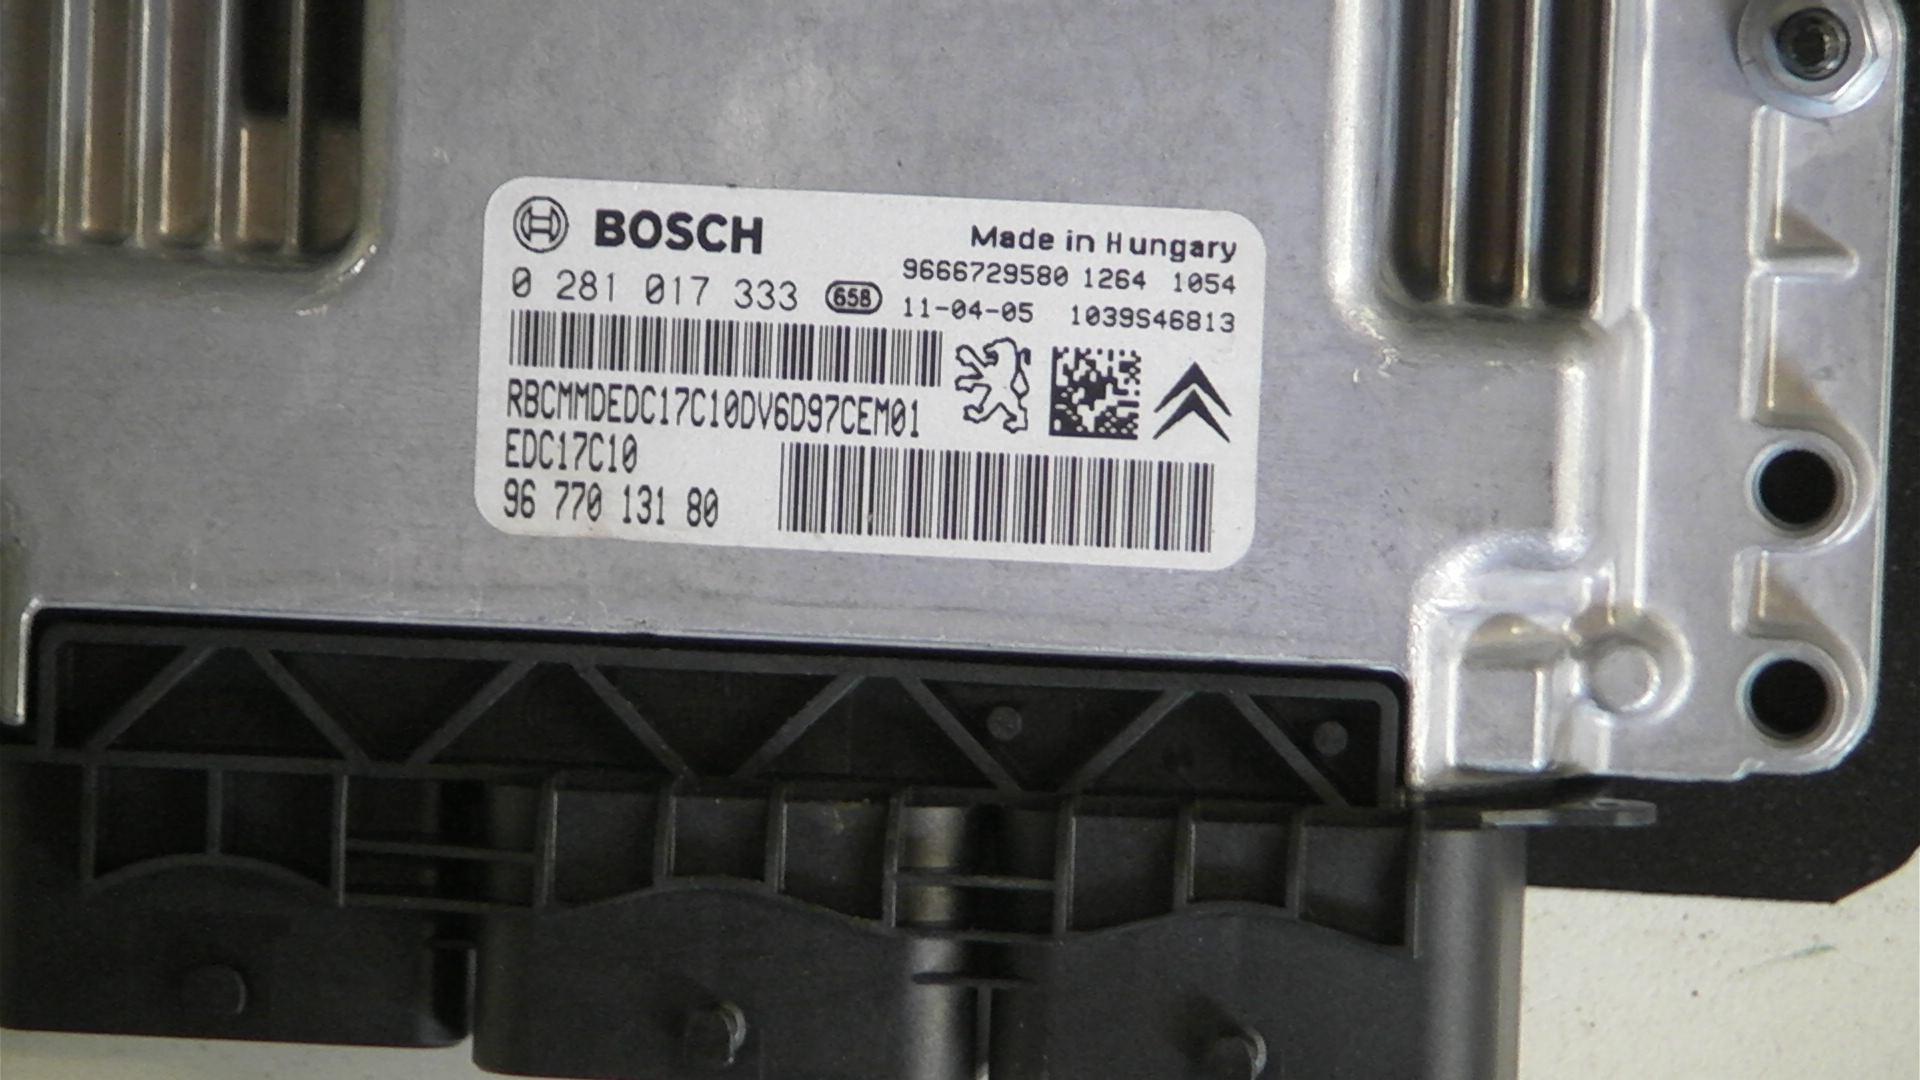 BOSCH
Made in Hungary
0 281 017 333 658
9666729580 1264 1054
11-04-05 1039S46813
RBCMMDEDC17C10DV6D97CEM01
EDC17C10
96 770 131 80